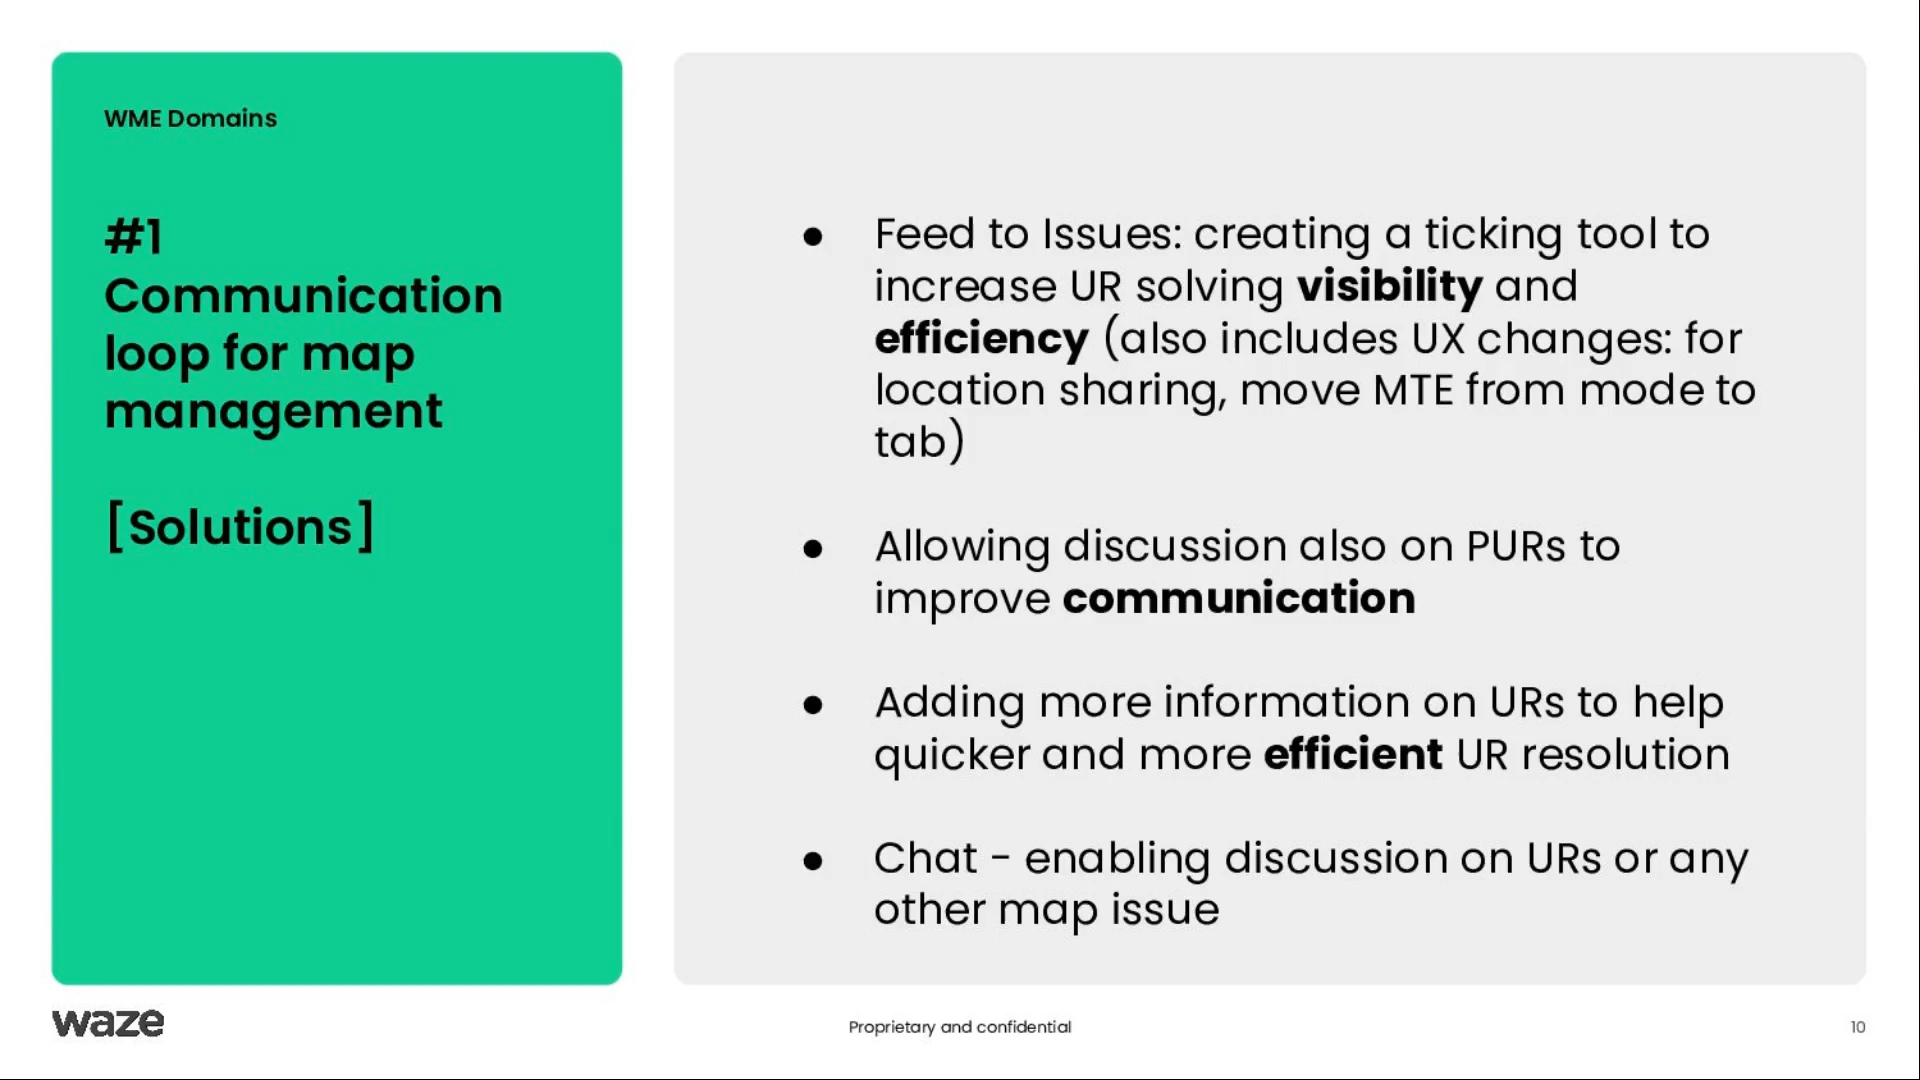 WME Domains
#1
Communication
loop for map
management
[Solutions]
● Feed to Issues: creating a ticking tool to
increase UR solving visibility and
efficiency (also includes UX changes: for
location sharing, move MTE from mode to
tab)
● Allowing discussion also on PURs to
improve communication
● Adding more information on URs to help
quicker and more efficient UR resolution
● Chat - enabling discussion on URs or any
other map issue
waze
Proprietary and confidential
10